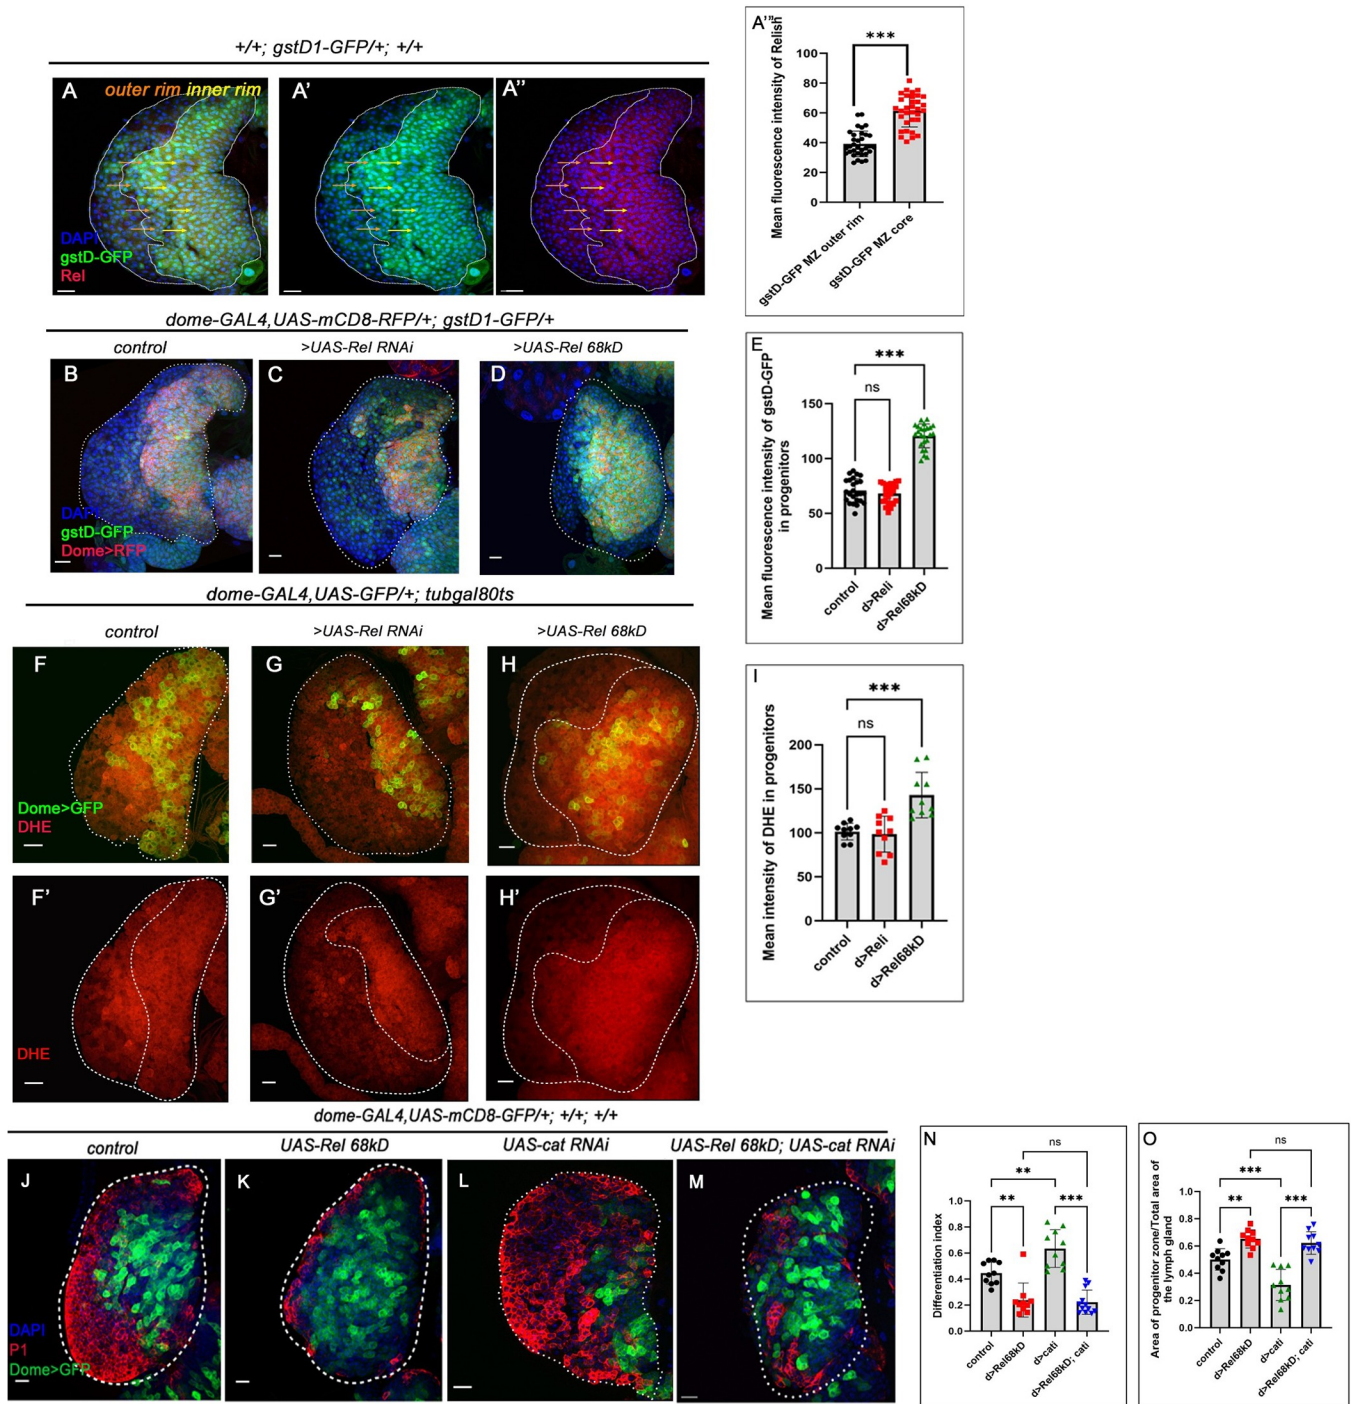 +/+; gstD1-GFP/+; +/+
A
outer rim inner rim
DAPI
gstD-GFP
Rel
A'
A''
A'''
***
Mean fluorescence intensity of Relish
100
80
60
40
20
0
gstD-GFP MZ outer rim
gstD-GFP MZ core
dome-GAL4,UAS-mCD8-RFP/+; gstD1-GFP/+
control
>UAS-Rel RNAi
>UAS-Rel 68kD
B
DAPI
gstD-GFP
Dome>RFP
C
D
E
***
ns
Mean fluorescence intensity of gstD-GFP
in progenitors
150
100
50
0
control
d>Reli
d>Rel68kD
dome-GAL4,UAS-GFP/+; tubgal80ts
control
>UAS-Rel RNAi
>UAS-Rel 68kD
F
Dome>GFP
DHE
G
H
F'
DHE
G'
H'
I
***
ns
Mean intensity of DHE in progenitors
200
150
100
50
0
control
d>Reli
d>Rel68kD
dome-GAL4,UAS-mCD8-GFP/+; +/+; +/+
control
UAS-Rel 68kD
UAS-cat RNAi
UAS-Rel 68kD; UAS-cat RNAi
J
DAPI
P1
Dome>GFP
K
L
M
N
ns
**
**
***
Differentiation index
1.0
0.8
0.6
0.4
0.2
0.0
control
d>Rel68kD
d>cati
d>Rel68kD; cati
O
ns
***
**
***
Area of progenitor zone/Total area of
the lymph gland
1.0
0.8
0.6
0.4
0.2
0.0
control
d>Rel68kD
d>cati
d>Rel68kD; cati